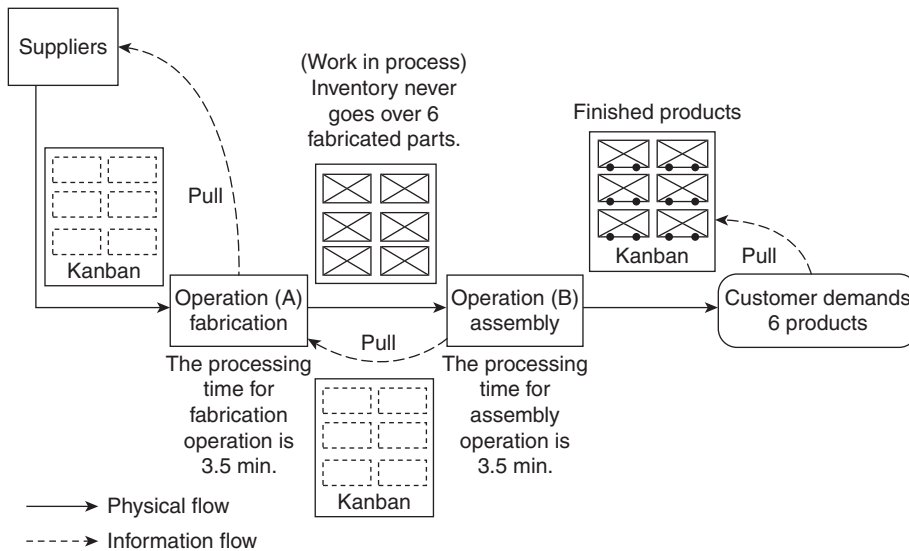 Suppliers
(Work in process)
Inventory never
goes over 6
fabricated parts.
Finished products
Pull
Kanban
Kanban
Pull
Operation (A)
fabrication
Operation (B)
assembly
Customer demands
6 products
Pull
The processing
time for
fabrication
operation is
3.5 min.
The processing
time for
assembly
operation is
3.5 min.
Kanban
Physical flow
Information flow